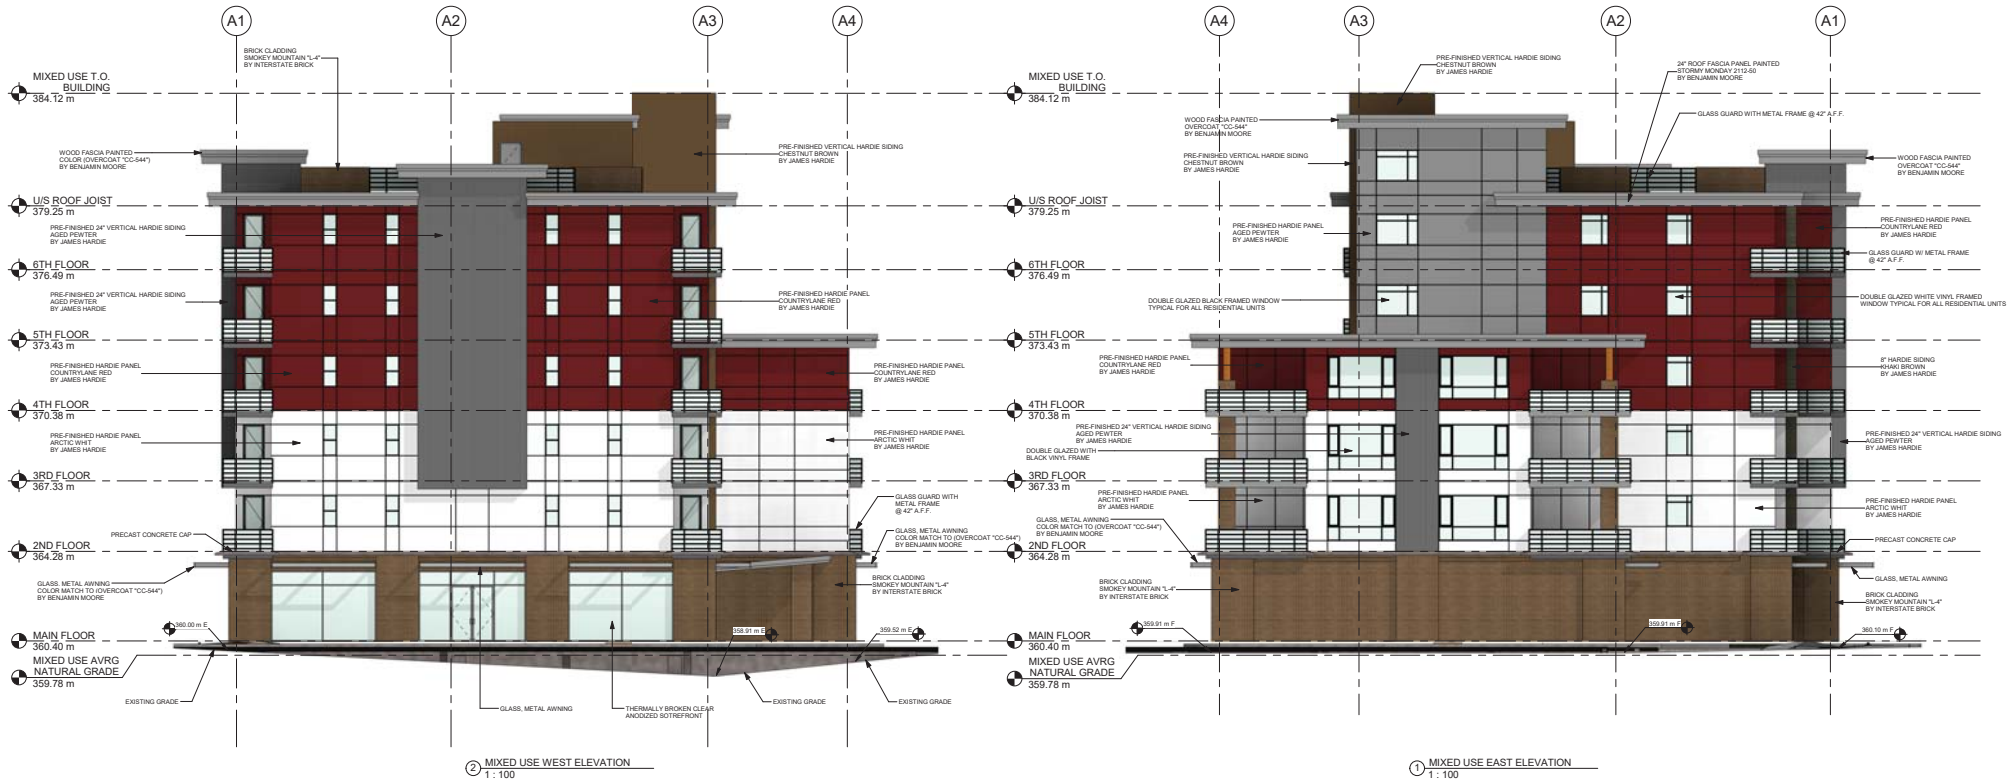 A1
A2
A3
A4
BRICK CLADDING
SMOKEY MOUNTAIN "L-4"
BY INTERSTATE BRICK
MIXED USE T.O.
BUILDING
384.12 m
WOOD FASCIA PAINTED
COLOR (OVERCOAT "CC-544")
BY BENJAMIN MOORE
PRE-FINISHED VERTICAL HARDIE SIDING
CHESTNUT BROWN
BY JAMES HARDIE
U/S ROOF JOIST
379.25 m
PRE-FINISHED 24" VERTICAL HARDIE SIDING
AGED PEWTER
BY JAMES HARDIE
6TH FLOOR
376.49 m
PRE-FINISHED 24" VERTICAL HARDIE SIDING
AGED PEWTER
BY JAMES HARDIE
PRE-FINISHED HARDIE PANEL
COUNTRYLANE RED
BY JAMES HARDIE
5TH FLOOR
373.43 m
PRE-FINISHED HARDIE PANEL
COUNTRYLANE RED
BY JAMES HARDIE
PRE-FINISHED HARDIE PANEL
COUNTRYLANE RED
BY JAMES HARDIE
4TH FLOOR
370.38 m
PRE-FINISHED HARDIE PANEL
ARCTIC WHIT
BY JAMES HARDIE
PRE-FINISHED HARDIE PANEL
ARCTIC WHIT
BY JAMES HARDIE
3RD FLOOR
367.33 m
GLASS GUARD WITH
METAL FRAME
@ 42" A.F.F.
PRECAST CONCRETE CAP
GLASS, METAL AWNING
COLOR MATCH TO (OVERCOAT "CC-544")
BY BENJAMIN MOORE
2ND FLOOR
364.28 m
GLASS. METAL AWNING
COLOR MATCH TO (OVERCOAT "CC-544")
BY BENJAMIN MOORE
BRICK CLADDING
SMOKEY MOUNTAIN "L-4"
BY INTERSTATE BRICK
360.00 m E
358.91 m E
359.52 m E
MAIN FLOOR
360.40 m
MIXED USE AVRG
NATURAL GRADE
359.78 m
EXISTING GRADE
GLASS, METAL AWNING
THERMALLY BROKEN CLEAR
ANODIZED SOTREFRONT
EXISTING GRADE
EXISTING GRADE
2
MIXED USE WEST ELEVATION
1 : 100
A4
A3
A2
A1
PRE-FINISHED VERTICAL HARDIE SIDING
CHESTNUT BROWN
BY JAMES HARDIE
24" ROOF FASCIA PANEL PAINTED
STORMY MONDAY 2112-50
BY BENJAMIN MOORE
MIXED USE T.O.
BUILDING
384.12 m
GLASS GUARD WITH METAL FRAME @ 42" A.F.F.
WOOD FASCIA PAINTED
OVERCOAT "CC-544"
BY BENJAMIN MOORE
PRE-FINISHED VERTICAL HARDIE SIDING
CHESTNUT BROWN
BY JAMES HARDIE
WOOD FASCIA PAINTED
OVERCOAT "CC-544"
BY BENJAMIN MOORE
U/S ROOF JOIST
379.25 m
PRE-FINISHED HARDIE PANEL
AGED PEWTER
BY JAMES HARDIE
PRE-FINISHED HARDIE PANEL
COUNTRYLANE RED
BY JAMES HARDIE
GLASS GUARD W/ METAL FRAME
@ 42" A.F.F.
6TH FLOOR
376.49 m
DOUBLE GLAZED BLACK FRAMED WINDOW
TYPICAL FOR ALL RESIDENTIAL UNITS
DOUBLE GLAZED WHITE VINYL FRAMED
WINDOW TYPICAL FOR ALL RESIDENTIAL UNITS
5TH FLOOR
373.43 m
PRE-FINISHED HARDIE PANEL
COUNTRYLANE RED
BY JAMES HARDIE
8" HARDIE SIDING
KHAKI BROWN
BY JAMES HARDIE
4TH FLOOR
370.38 m
PRE-FINISHED 24" VERTICAL HARDIE SIDING
AGED PEWTER
BY JAMES HARDIE
PRE-FINISHED 24" VERTICAL HARDIE SIDING
AGED PEWTER
BY JAMES HARDIE
DOUBLE GLAZED WITH
BLACK VINYL FRAME
3RD FLOOR
367.33 m
PRE-FINISHED HARDIE PANEL
ARCTIC WHIT
BY JAMES HARDIE
PRE-FINISHED HARDIE PANEL
ARCTIC WHIT
BY JAMES HARDIE
GLASS, METAL AWNING
COLOR MATCH TO (OVERCOAT "CC-544")
BY BENJAMIN MOORE
PRECAST CONCRETE CAP
2ND FLOOR
364.28 m
GLASS, METAL AWNING
BRICK CLADDING
SMOKEY MOUNTAIN "L-4"
BY INTERSTATE BRICK
BRICK CLADDING
SMOKEY MOUNTAIN "L-4"
BY INTERSTATE BRICK
359.91 m F
359.91 m F
360.10 m F
MAIN FLOOR
360.40 m
MIXED USE AVRG
NATURAL GRADE
359.78 m
1
MIXED USE EAST ELEVATION
1 : 100